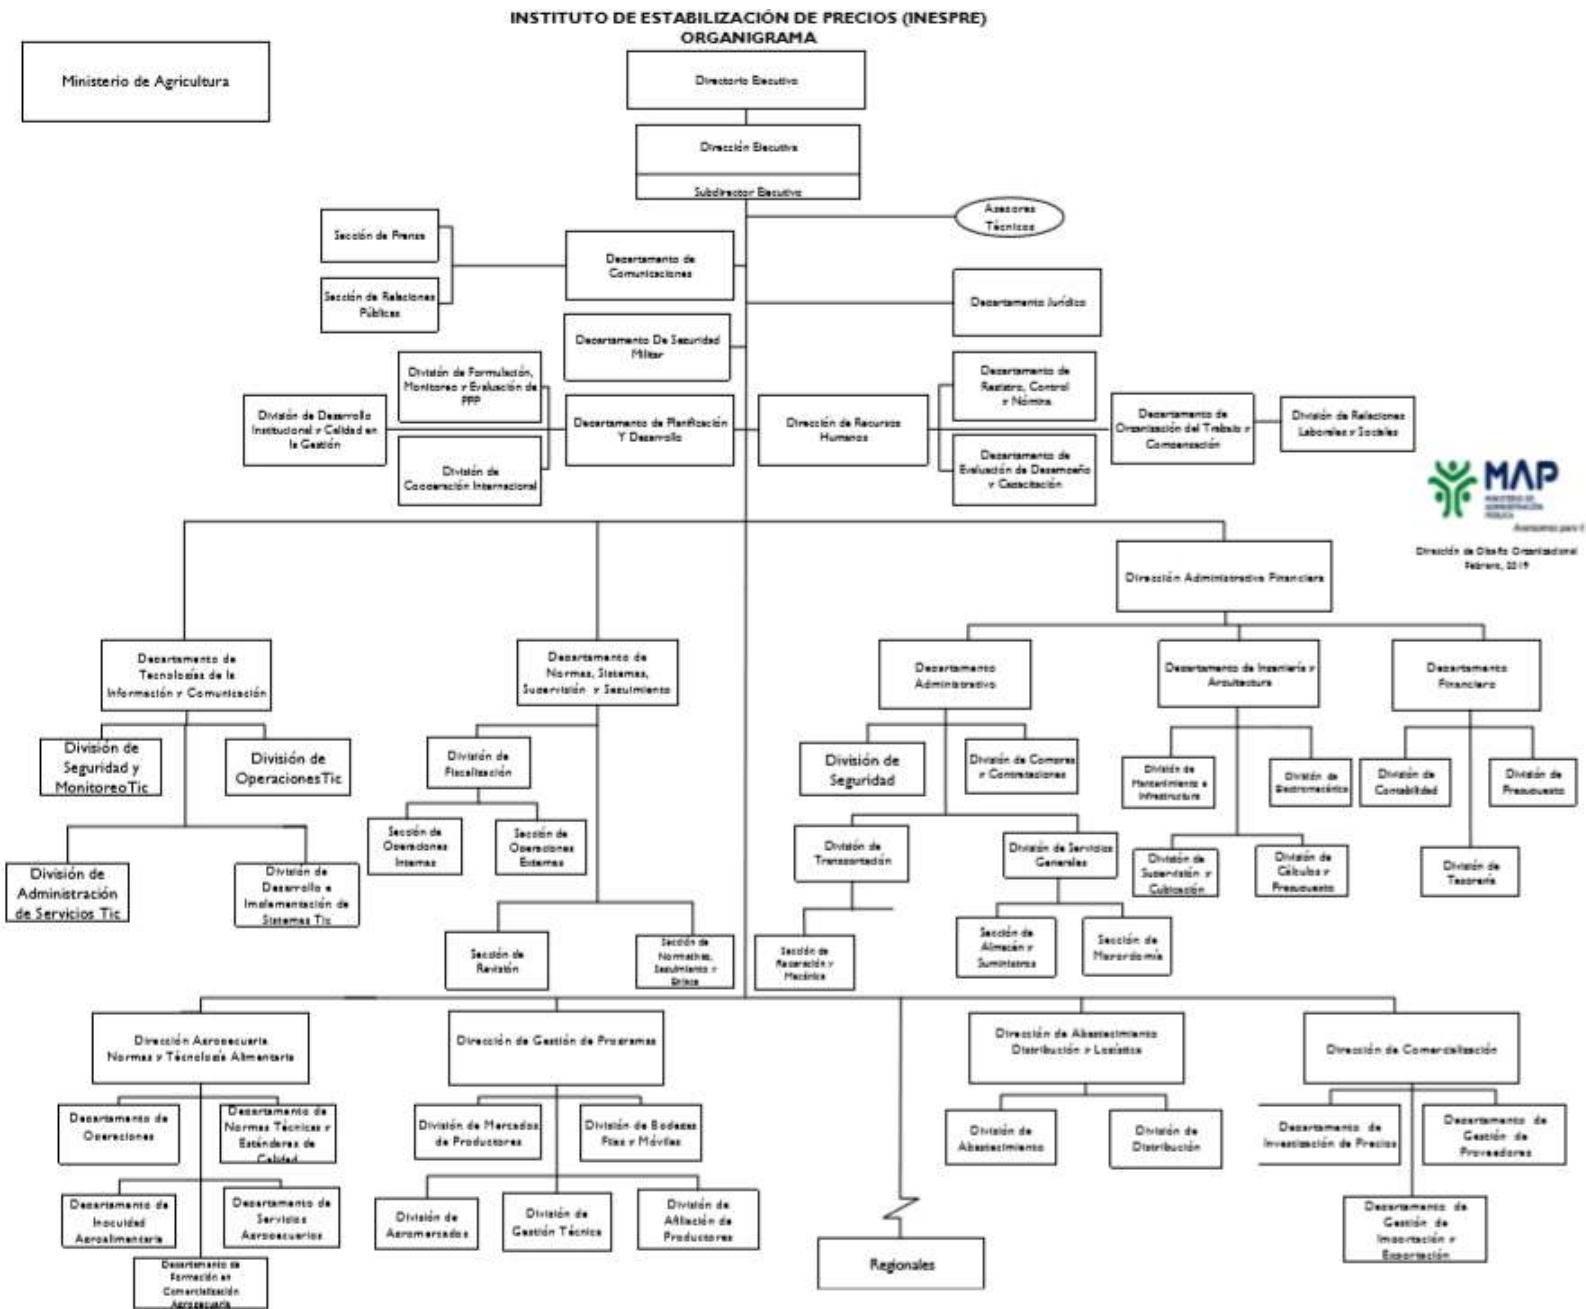 INSTITUTO DE ESTABILIZACIÓN DE PRECIOS (INESPRE)
ORGANIGRAMA
Ministerio de Agricultura
Directorio Ejecutivo
Dirección Ejecutiva
Subdirector Ejecutivo
Asesores
Técnicos
Sección de Prensa
Departamento de
Comunicaciones
Sección de Relaciones
Públicas
Departamento Jurídico
Departamento De Seguridad
Militar
División de Formulación,
Monitoreo y Evaluación de
PPP
Departamento de
Registro, Control
y Nómina
División de Desarrollo
Institucional y Calidad en
la Gestión
Departamento de Planificación
Y Desarrollo
Dirección de Recursos
Humanos
Departamento de
Organización del Trabajo y
Compensación
División de Relaciones
Laborales y Sociales
División de
Cooperación Internacional
Departamento de
Evaluación de Desempeño
y Capacitación
MAP
MINISTERIO DE
ADMINISTRACIÓN
PÚBLICA
Dirección de Diseño Organizacional
Febrero, 2019
Dirección Administrativa Financiera
Departamento de
Tecnologías de la
Información y Comunicación
Departamento de
Normas, Sistemas,
Supervisión y Seguimiento
Departamento
Administrativo
Departamento de Ingeniería y
Arquitectura
Departamento
Financiero
División de
Seguridad y
Monitoreo Tic
División de
Operaciones Tic
División de
Fiscalización
División de
Seguridad
División de Compras
y Contrataciones
División de
Mantenimiento e
Infraestructura
División de
Electromecánica
División de
Contabilidad
División de
Presupuesto
Sección de
Operaciones
Internas
Sección de
Operaciones
Externas
División de
Transportación
División de Servicios
Generales
División de
Supervisión y
Cubicación
División de
Cálculos y
Presupuesto
División de
Tesorería
División de
Administración
de Servicios Tic
División de
Desarrollo e
Implementación de
Sistemas Tic
Sección de
Revisión
Sección de
Normativas,
Seguimiento y
Enlace
Sección de
Reparación y
Mecánica
Sección de
Almacén y
Suministros
Sección de
Mayordomía
Dirección Agropecuaria
Normas y Técnología Alimentaria
Dirección de Gestión de Programas
Dirección de Abastecimiento
Distribución y Logística
Dirección de Comercialización
Departamento de
Operaciones
Departamento de
Normas Técnicas y
Estándares de
Calidad
División de Mercados
de Productores
División de Bodegas
Fijas y Móviles
División de
Abastecimiento
División de
Distribución
Departamento de
Investigación de Precios
Departamento de
Gestión de
Proveedores
Departamento de
Inocuidad
Agroalimentaria
Departamento de
Servicios
Agropecuarios
División de
Agromercados
División de
Gestión Técnica
División de
Afiliación de
Productores
Departamento de
Gestión de
Importación y
Exportación
Departamento de
Formación en
Comercialización
Agropecuaria
Regionales